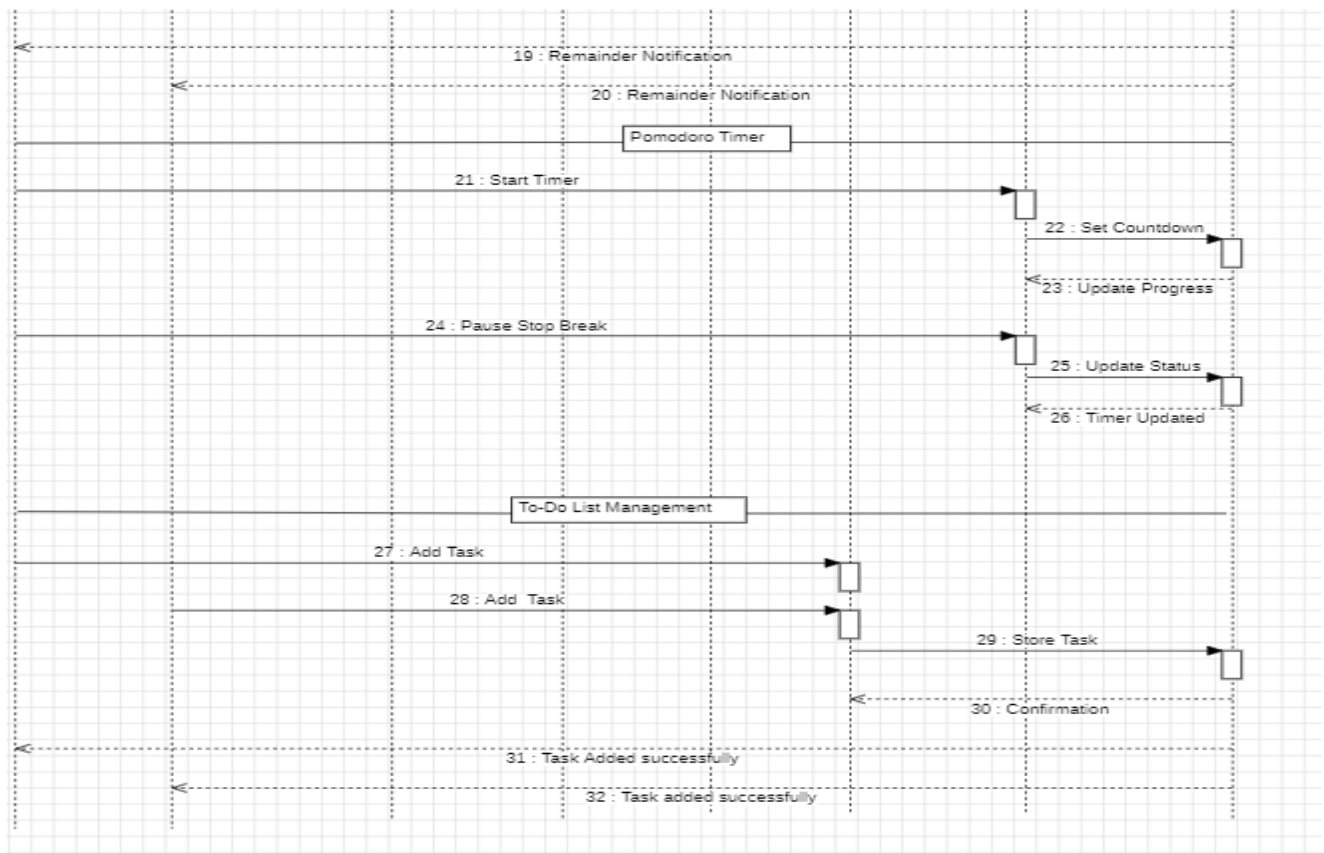 19 : Remainder Notification
20 : Remainder Notification
Pomodoro Timer
21 : Start Timer
22 : Set Countdown
23 : Update Progress
24 : Pause Stop Break
25 : Update Status
26 : Timer Updated
To-Do List Management
27 : Add Task
28 : Add  Task
29 : Store Task
30 : Confirmation
31 : Task Added successfully
32 : Task added successfully